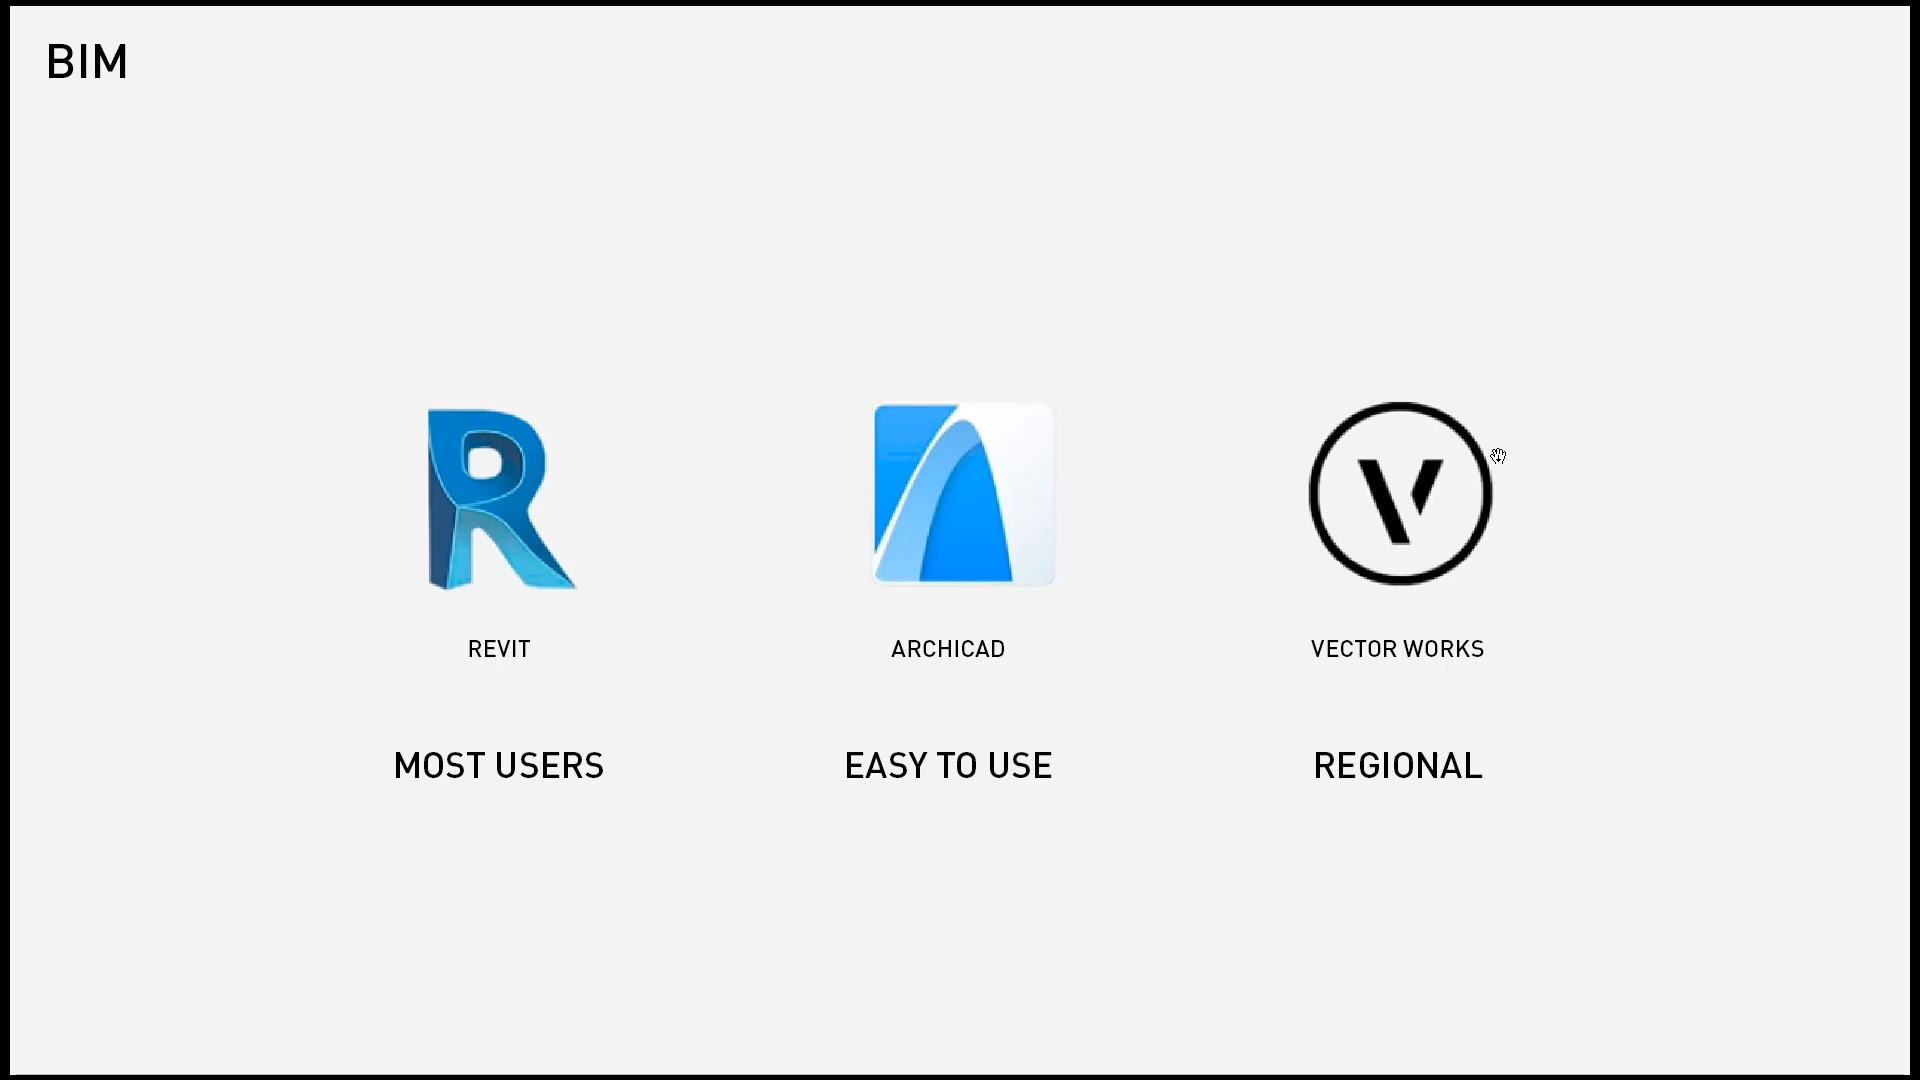 BIM
REVIT
ARCHICAD
VECTOR WORKS
MOST USERS
EASY TO USE
REGIONAL